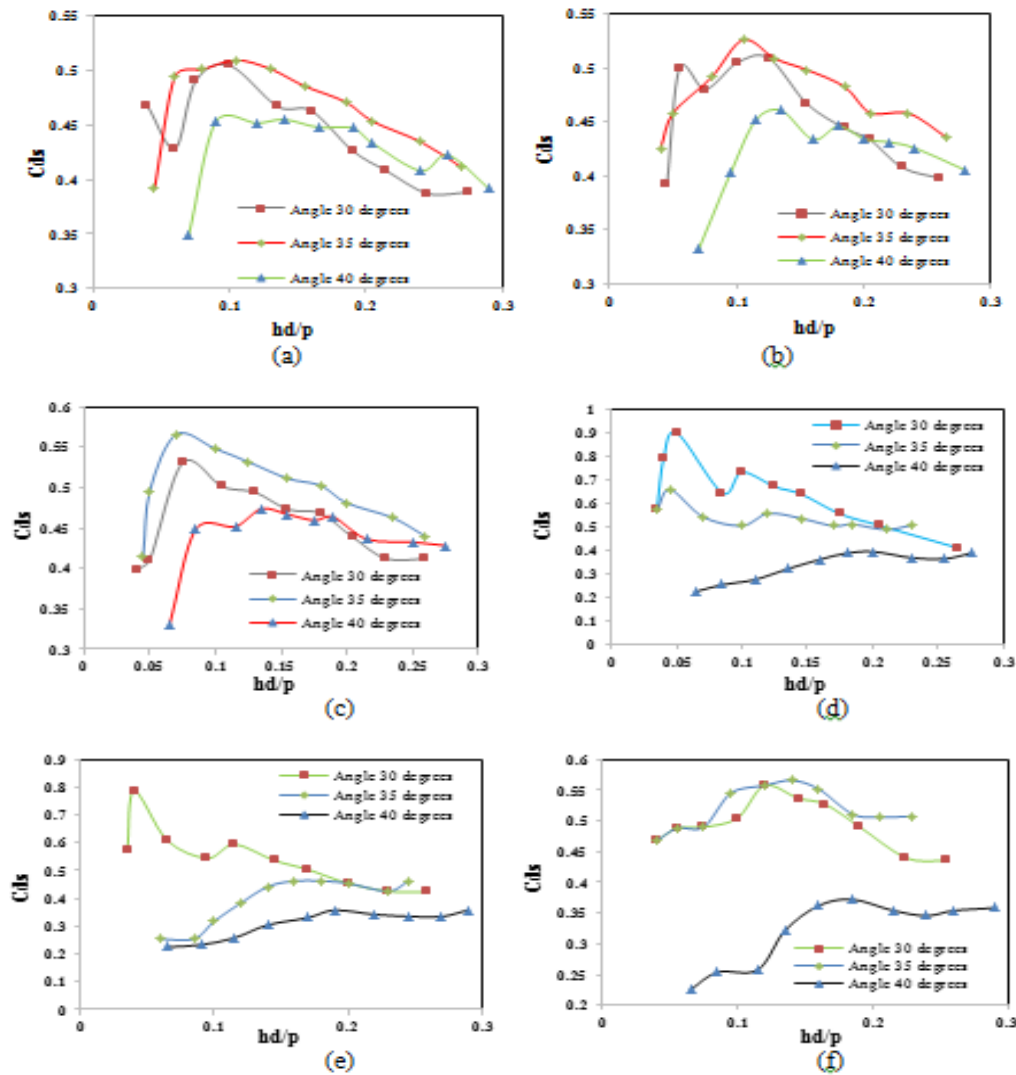 0.55
0.5
0.45
0.4
0.35
0.3
Cds
Angle 30 degrees
Angle 35 degrees
Angle 40 degrees
0 0.1 0.2 0.3
hd/p
(a)
0.55
0.5
0.45
0.4
0.35
0.3
Cds
Angle 30 degrees
Angle 35 degrees
Angle 40 degrees
0 0.1 0.2 0.3
hd/p
(b)
0.6
0.55
0.5
0.45
0.4
0.35
0.3
Cds
Angle 30 degrees
Angle 35 degrees
Angle 40 degrees
0 0.05 0.1 0.15 0.2 0.25 0.3
hd/p
(c)
1
0.9
0.8
0.7
0.6
0.5
0.4
0.3
0.2
0.1
0
Cds
Angle 30 degrees
Angle 35 degrees
Angle 40 degrees
0 0.05 0.1 0.15 0.2 0.25 0.3
hd/p
(d)
0.9
0.8
0.7
0.6
0.5
0.4
0.3
0.2
0.1
0
Cds
Angle 30 degrees
Angle 35 degrees
Angle 40 degrees
0 0.1 0.2 0.3
hd/p
(e)
0.6
0.55
0.5
0.45
0.4
0.35
0.3
0.25
0.2
Cds
Angle 30 degrees
Angle 35 degrees
Angle 40 degrees
0 0.1 0.2 0.3
hd/p
(f)